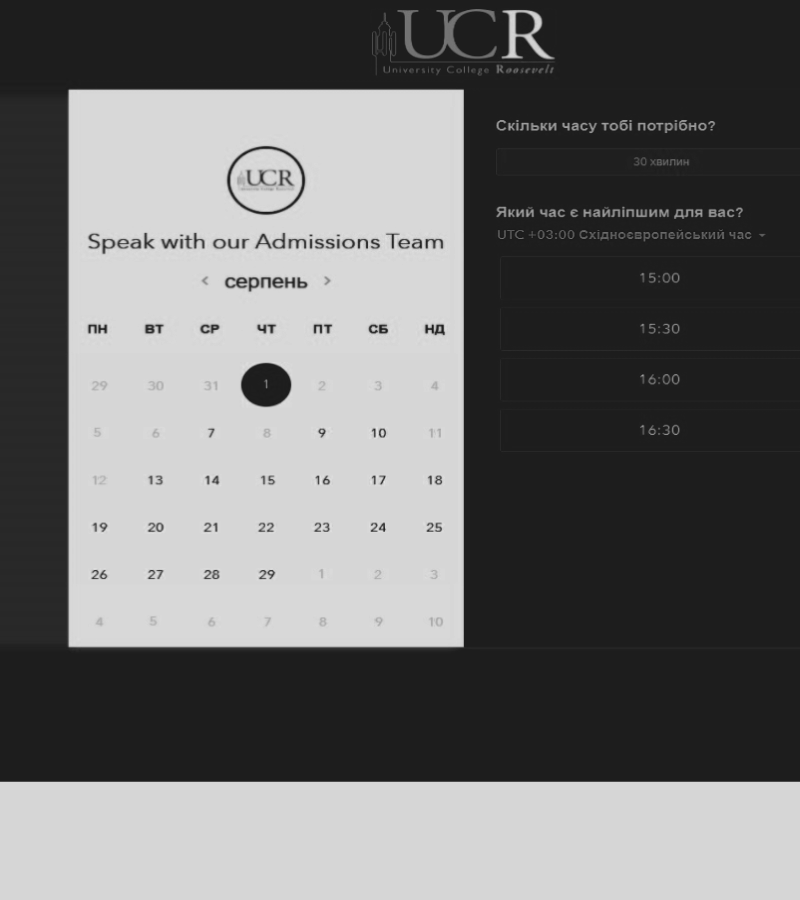 UCR
University College Roosevelt
UCR
Speak with our Admissions Team
< серпень >
ПН ВТ СР ЧТ ПТ СБ НД
29 30 31 1 2 3 4
5 6 7 8 9 10 11
12 13 14 15 16 17 18
19 20 21 22 23 24 25
26 27 28 29 1 2 3
4 5 6 7 8 9 10
Скільки часу тобі потрібно?
30 хвилин
Який час є найліпшим для вас?
UTC +03:00 Східноєвропейський час
15:00
15:30
16:00
16:30